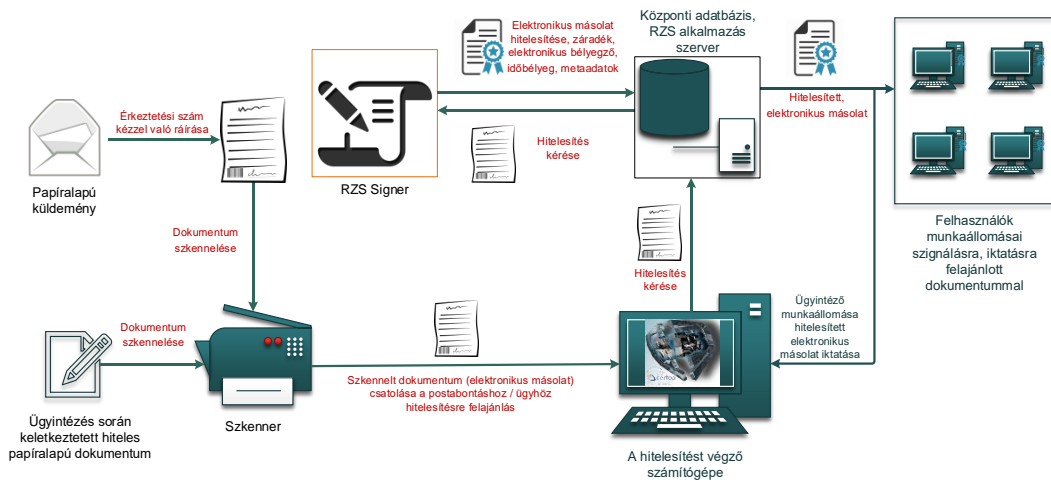 Elektronikus másolat
hitelesítése, záradék,
elektronikus bélyegző,
időbélyeg, metaadatok
Központi adatbázis,
RZS alkalmazás
szerver
Érkeztetési szám
kézzel való ráírása
Hitelesített,
elektronikus másolat
Hitelesítés
kérése
Papíralapú
küldemény
RZS Signer
Felhasználók
munkaállomásai
szignálásra, iktatásra
felajánlott
dokumentummal
Dokumentum
szkennelése
Hitelesítés
kérése
Ügyintéző
munkaállomása
hitelesített
elektronikus
másolat iktatása
Dokumentum
szkennelése
Szkennelt dokumentum (elektronikus másolat)
csatolása a postabontáshoz / ügyhöz
hitelesítésre felajánlás
Ügyintézés során
keletkeztetett hiteles
papíralapú dokumentum
Szkenner
A hitelesítést végző
számítógépe